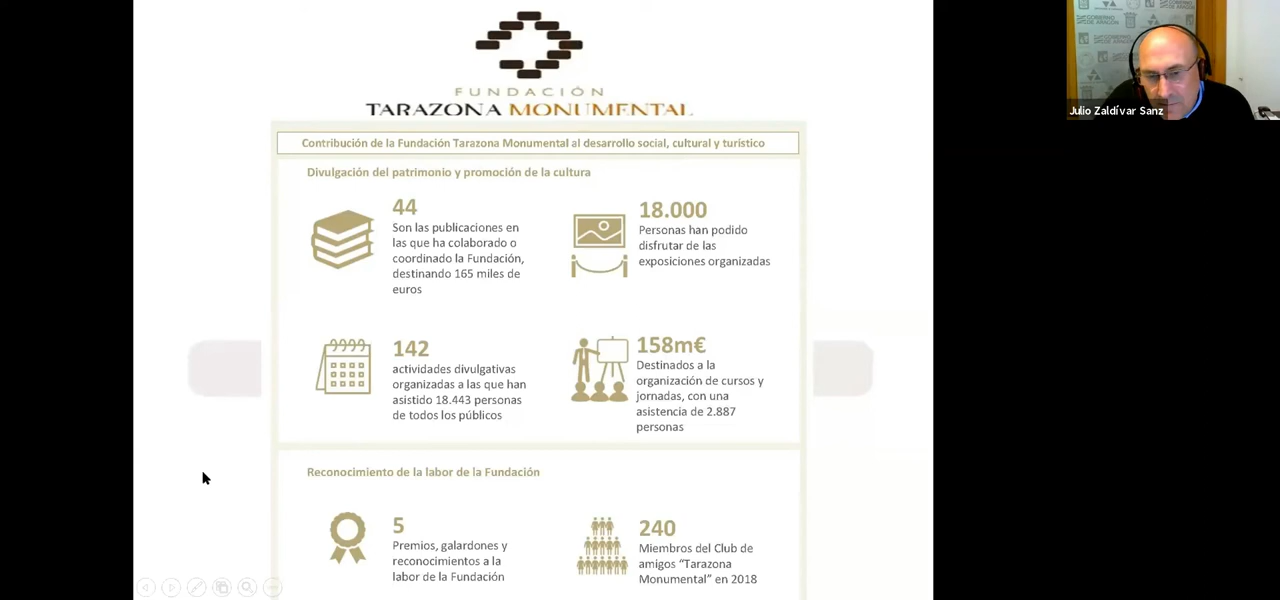 FUNDACIÓN
TARAZONA MONUMENTAL
Contribución de la Fundación Tarazona Monumental al desarrollo social, cultural y turístico
Divulgación del patrimonio y promoción de la cultura
44
Son las publicaciones en
las que ha colaborado o
coordinado la Fundación,
destinando 165 miles de
euros
18.000
Personas han podido
disfrutar de las
exposiciones organizadas
142
actividades divulgativas
organizadas a las que han
asistido 18.443 personas
de todos los públicos
158m€
Destinados a la
organización de cursos y
jornadas, con una
asistencia de 2.887
personas
Reconocimiento de la labor de la Fundación
5
Premios, galardones y
reconocimientos a la
labor de la Fundación
240
Miembros del Club de
amigos “Tarazona
Monumental” en 2018
GOBIERNO
DE ARAGON
Julio Zaldívar Sanz